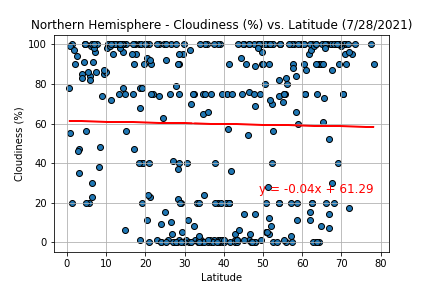 Northern Hemisphere - Cloudiness (%) vs. Latitude (7/28/2021)
100
80
60
40
20
0
Cloudiness (%)
y = -0.04x + 61.29
0 10 20 30 40 50 60 70 80
Latitude